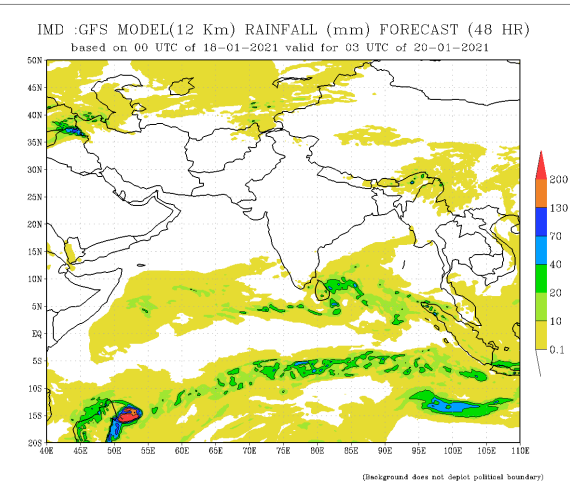 IMD :GFS MODEL(12 Km) RAINFALL (mm) FORECAST (48 HR)
based on 00 UTC of 18-01-2021 valid for 03 UTC of 20-01-2021
50N
45N
40N
35N
30N
25N
20N
15N
10N
5N
EQ
5S
10S
15S
20S
40E 45E 50E 55E 60E 65E 70E 75E 80E 85E 90E 95E 100E 105E 110E
200
130
70
40
20
10
0.1
(Background does not depict political boundary)